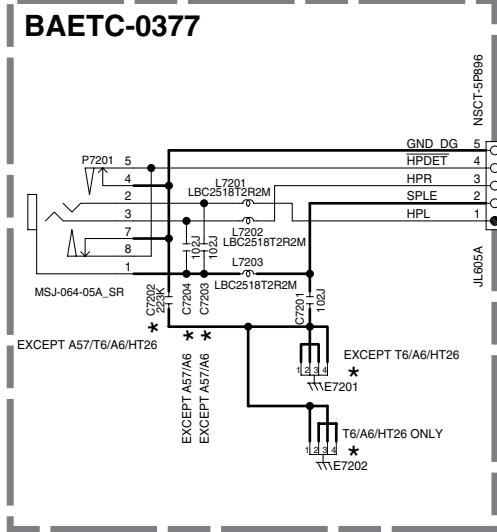 BAETC-0377
NSCT-5P896
GND_DG 5
HPDET 4
HPR 3
SPLE 2
HPL 1
JL605A
P7201
5
4
2
3
7
8
1
MSJ-064-05A_SR
L7201
LBC2518T2R2M
L7202
LBC2518T2R2M
L7203
LBC2518T2R2M
102J
102J
C7202
223K
*
C7204
*
C7203
*
C7201
102J
EXCEPT A57/T6/A6/HT26
EXCEPT A57/A6
EXCEPT A57/A6
EXCEPT T6/A6/HT26
*
1 2 3 4
E7201
T6/A6/HT26 ONLY
*
1 2 3 4
E7202